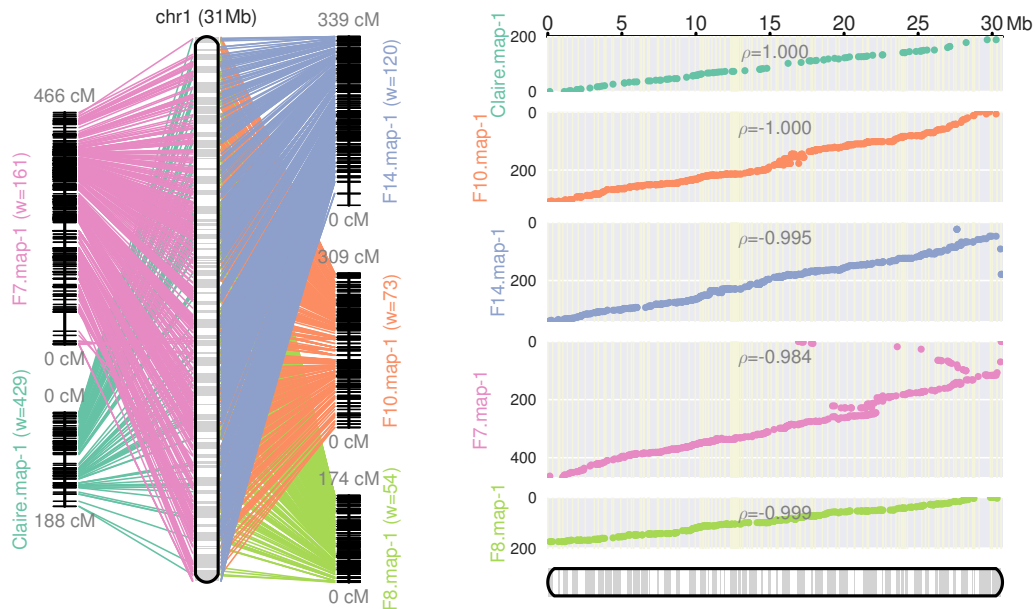 chr1 (31Mb)
339 cM
466 cM
F14.map-1 (w=120)
F7.map-1 (w=161)
0 cM
309 cM
0 cM
F10.map-1 (w=73)
0 cM
Claire.map-1 (w=429)
0 cM
174 cM
188 cM
F8.map-1 (w=54)
0 cM
0 5 10 15 20 25 30 Mb
Claire.map-1
0
200
ρ=1.000
F10.map-1
0
200
ρ=-1.000
F14.map-1
0
200
ρ=-0.995
F7.map-1
0
200
400
ρ=-0.984
F8.map-1
0
200
ρ=-0.999